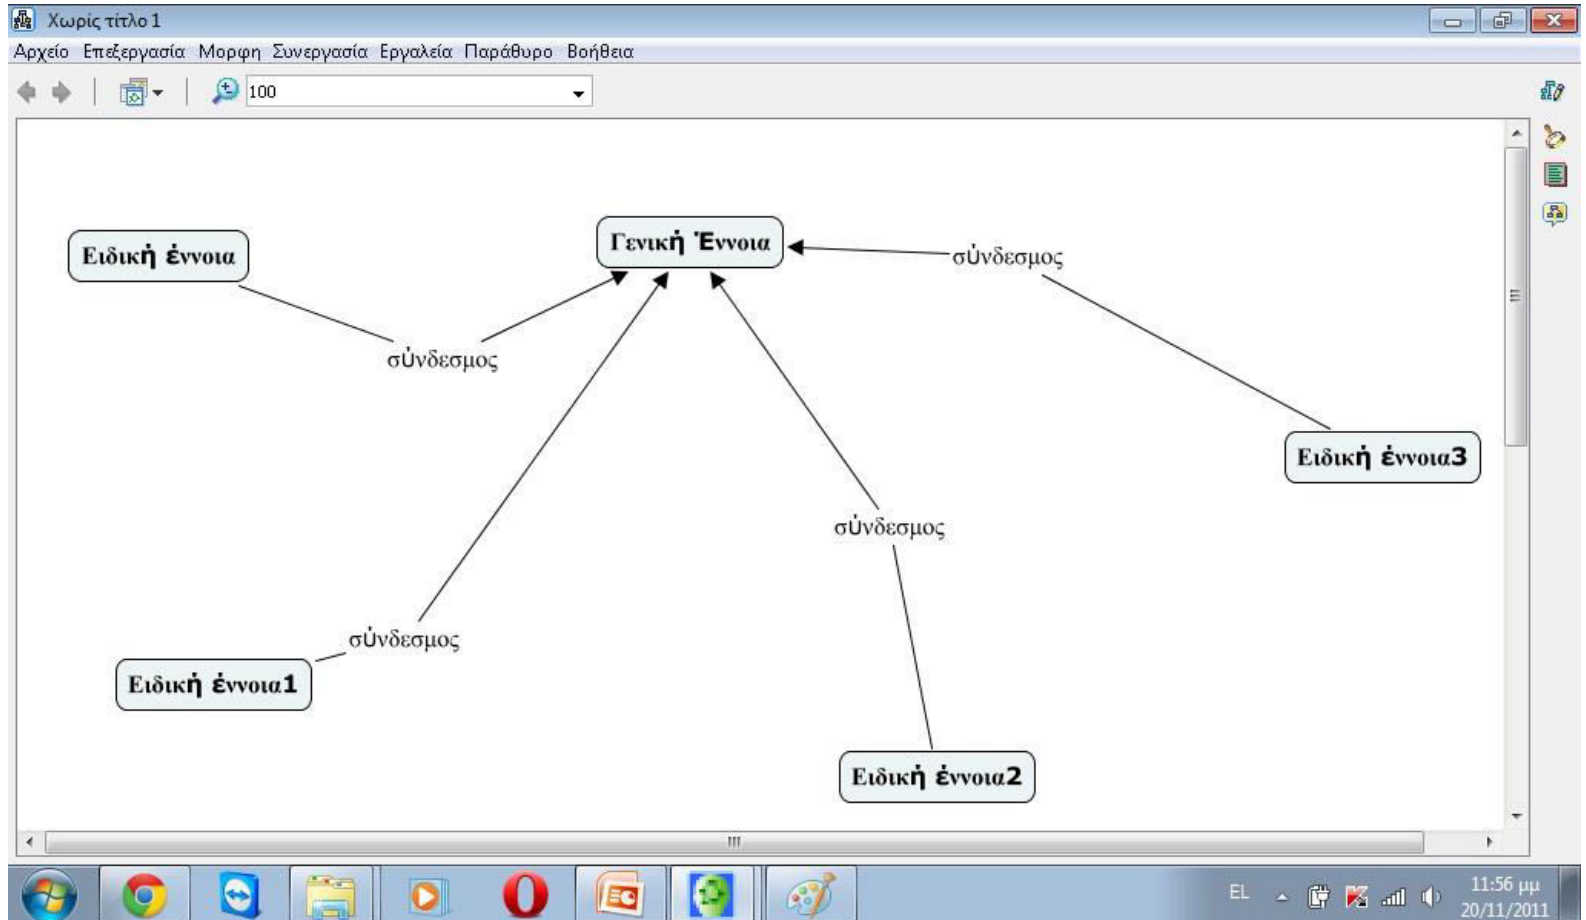 Χωρίς τίτλο 1
Αρχείο Επεξεργασία Μορφη Συνεργασία Εργαλεία Παράθυρο Βοήθεια
100
Ειδική έννοια
Γενική Έννοια
σύνδεσμος
σύνδεσμος
Ειδική έννοια3
σύνδεσμος
σύνδεσμος
Ειδική έννοια1
Ειδική έννοια2
EL
11:56 μμ
20/11/2011